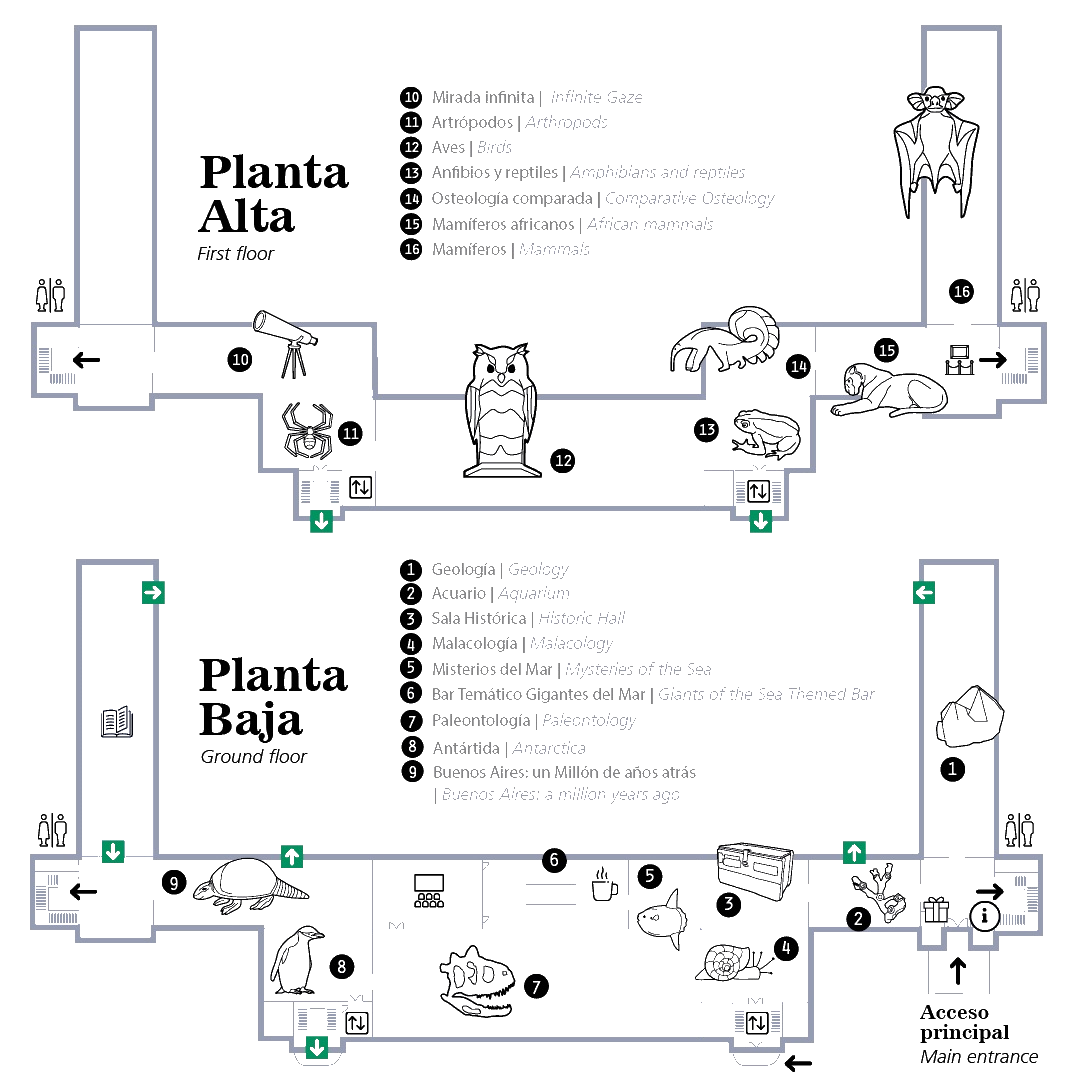 10 Mirada infinita | Infinite Gaze
11 Artrópodos | Arthropods
12 Aves | Birds
13 Anfibios y reptiles | Amphibians and reptiles
14 Osteología comparada | Comparative Osteology
15 Mamíferos africanos | African mammals
16 Mamíferos | Mammals
Planta
Alta
First floor
16
10
15
14
11
13
12
1 Geología | Geology
2 Acuario | Aquarium
3 Sala Histórica | Historic Hall
4 Malacología | Malacology
5 Misterios del Mar | Mysteries of the Sea
6 Bar Temático Gigantes del Mar | Giants of the Sea Themed Bar
7 Paleontología | Paleontology
8 Antártida | Antarctica
9 Buenos Aires: un Millón de años atrás
| Buenos Aires: a million years ago
Planta
Baja
Ground floor
1
6
9
5
3
2
i
4
8
7
Acceso
principal
Main entrance